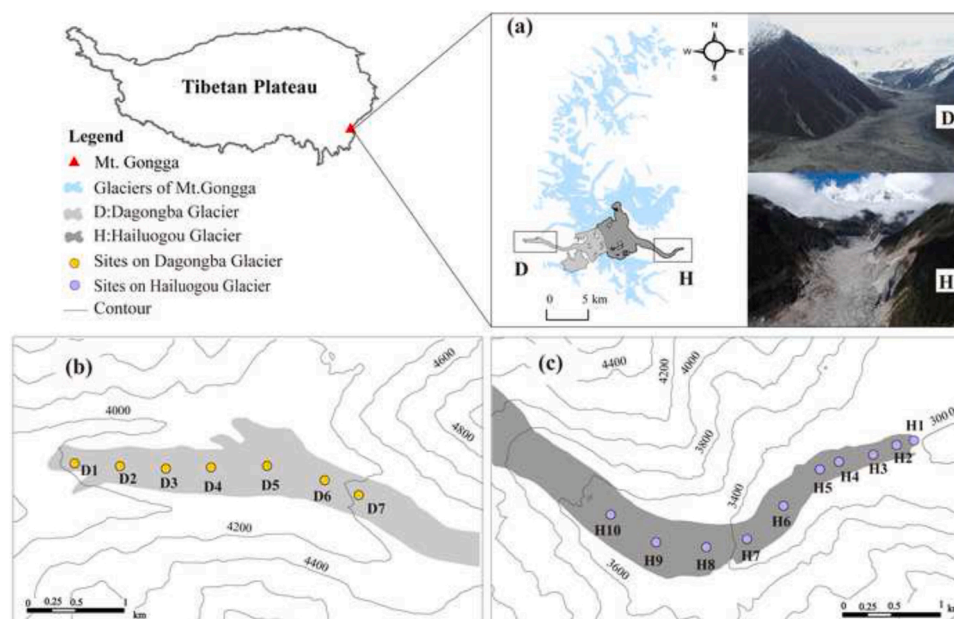 Tibetan Plateau
Legend
Mt. Gongga
Glaciers of Mt.Gongga
D:Dagongba Glacier
H:Hailuogou Glacier
Sites on Dagongba Glacier
Sites on Hailuogou Glacier
Contour
(a)
N
W
E
S
D
H
0 5 km
D
H
(b)
4600
4000
4800
D1
D2
D3
D4
D5
D6
D7
4200
4400
0 0.25 0.5 1
km
(c)
4400
4200
4000
3800
3000
H1
H2
H3
H4
H5
3400
H6
H10
H9
H8
H7
3600
0 0.25 0.5 1